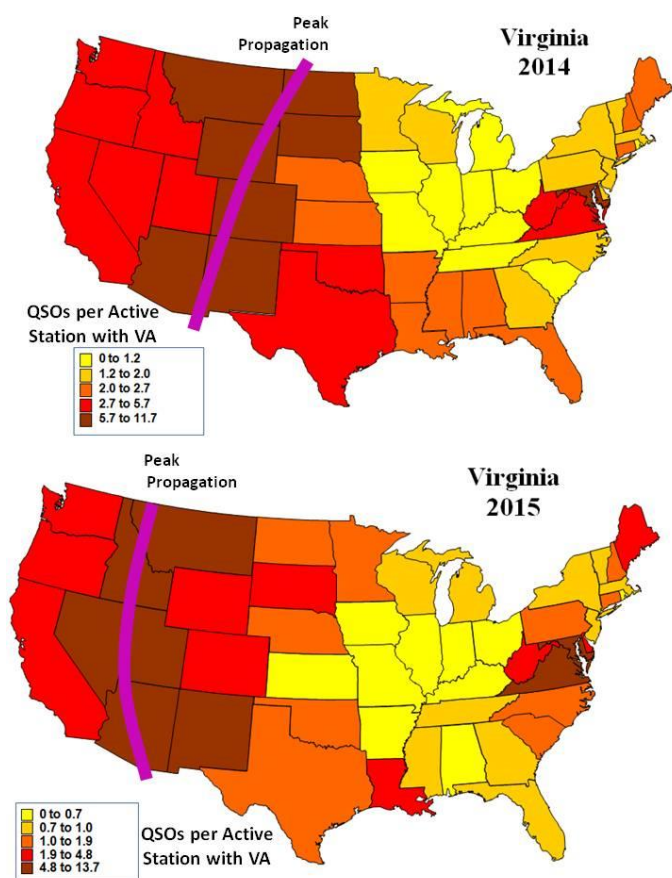 Peak
Propagation
Virginia
2014
QSOs per Active
Station with VA
0 to 1.2
1.2 to 2.0
2.0 to 2.7
2.7 to 5.7
5.7 to 11.7
Peak
Propagation
Virginia
2015
0 to 0.7
0.7 to 1.0
1.0 to 1.9
1.9 to 4.8
4.8 to 13.7
QSOs per Active
Station with VA